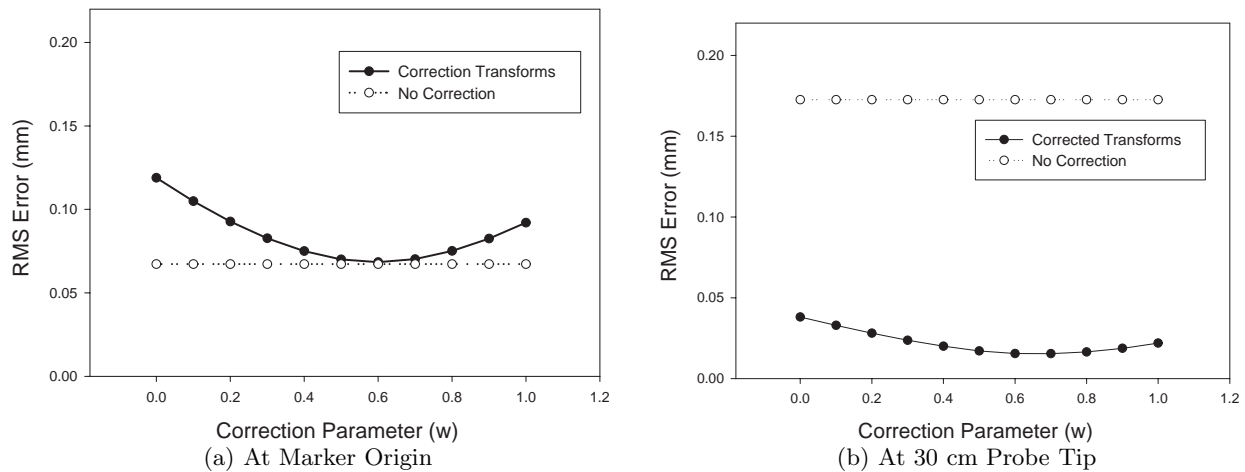 RMS Error (mm)
0.20
0.15
0.10
0.05
0.00
Correction Transforms
No Correction
0.0 0.2 0.4 0.6 0.8 1.0 1.2
Correction Parameter (w)
(a) At Marker Origin
RMS Error (mm)
0.20
0.15
0.10
0.05
0.00
Corrected Transforms
No Correction
0.0 0.2 0.4 0.6 0.8 1.0 1.2
Correction Parameter (w)
(b) At 30 cm Probe Tip